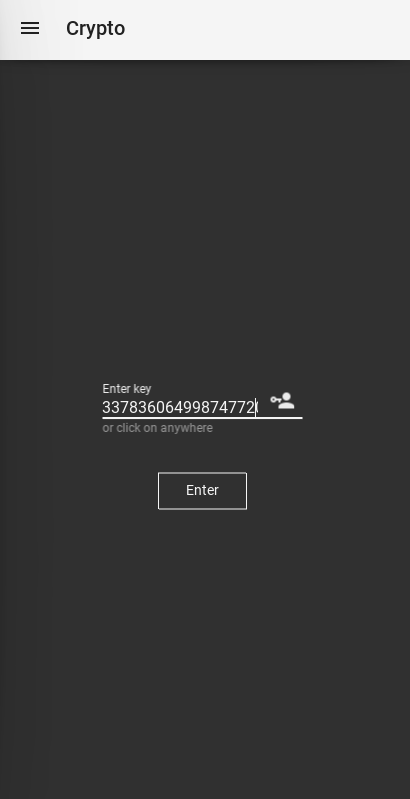 Crypto
Enter key
33783606499874772
or click on anywhere
Enter